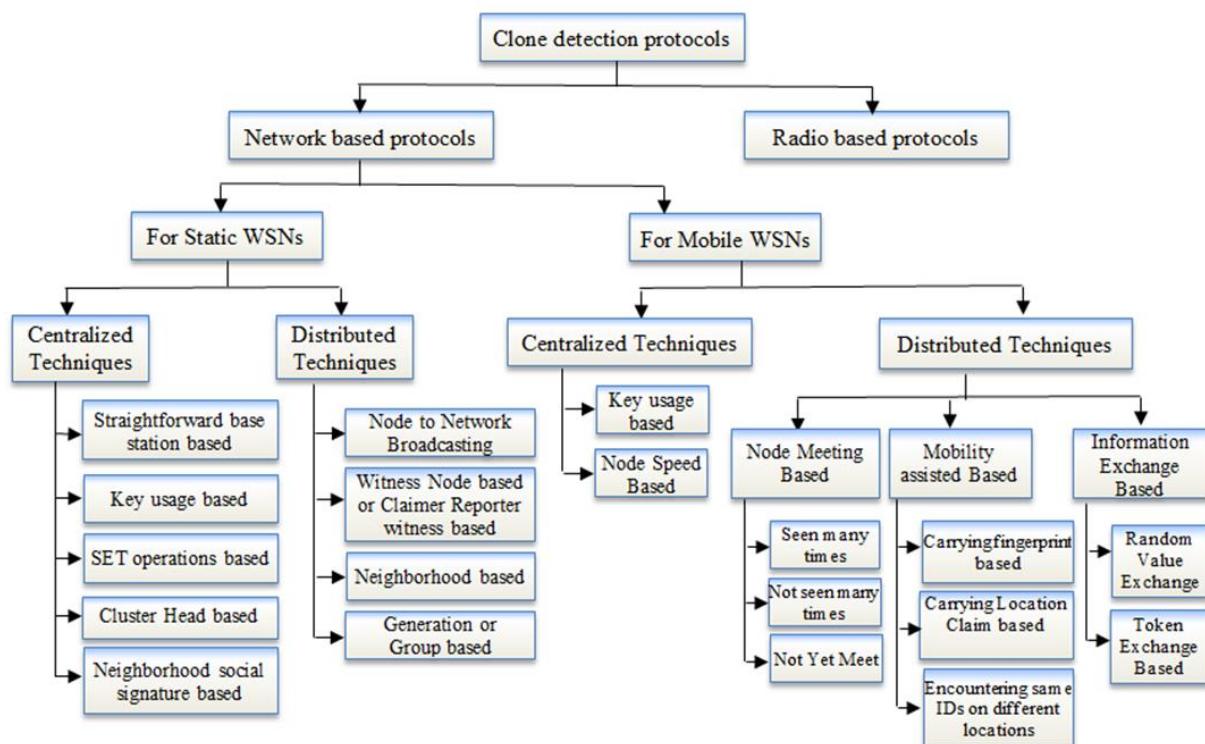 Clone detection protocols
Network based protocols
Radio based protocols
For Static WSNs
For Mobile WSNs
Centralized
Techniques
Straightforward base
station based
Key usage based
SET operations based
Cluster Head based
Neighborhood social
signature based
Distributed
Techniques
Node to Network
Broadcasting
Witness Node based
or Claimer Reporter
witness based
Neighborhood based
Generation or
Group based
Centralized Techniques
Key usage
based
Node Speed
Based
Distributed Techniques
Node Meeting
Based
Seen many
times
Not seen many
times
Not Yet Meet
Mobility
assisted Based
Carrying fingerprint
based
Carrying Location
Claim based
Encountering same
IDs on different
locations
Information
Exchange
Based
Random
Value
Exchange
Token
Exchange
Based